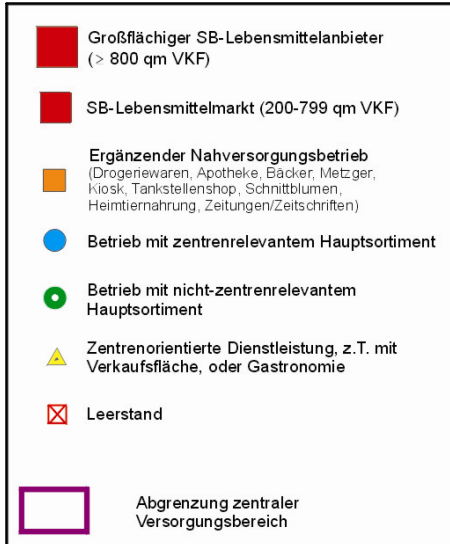 Großflächiger SB-Lebensmittelanbieter
(> 800 qm VKF)
SB-Lebensmittelmarkt (200-799 qm VKF)
Ergänzender Nahversorgungsbetrieb
(Drogeriewaren, Apotheke, Bäcker, Metzger,
Kiosk, Tankstellenshop, Schnittblumen,
Heimtiernahrung, Zeitungen/Zeitschriften)
Betrieb mit zentrenrelevantem Hauptsortiment
Betrieb mit nicht-zentrenrelevantem
Hauptsortiment
Zentrenorientierte Dienstleistung, z.T. mit
Verkaufsfläche, oder Gastronomie
Leerstand
Abgrenzung zentraler
Versorgungsbereich